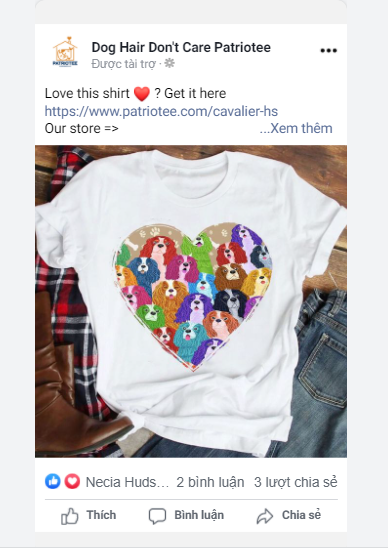 PATRIOTEE
Dog Hair Don't Care Patriotee
Được tài trợ ·
Love this shirt ❤️ ? Get it here
https://www.patriotee.com/cavalier-hs
Our store => ...Xem thêm
Necia Huds... 2 bình luận 3 lượt chia sẻ
Thích Bình luận Chia sẻ